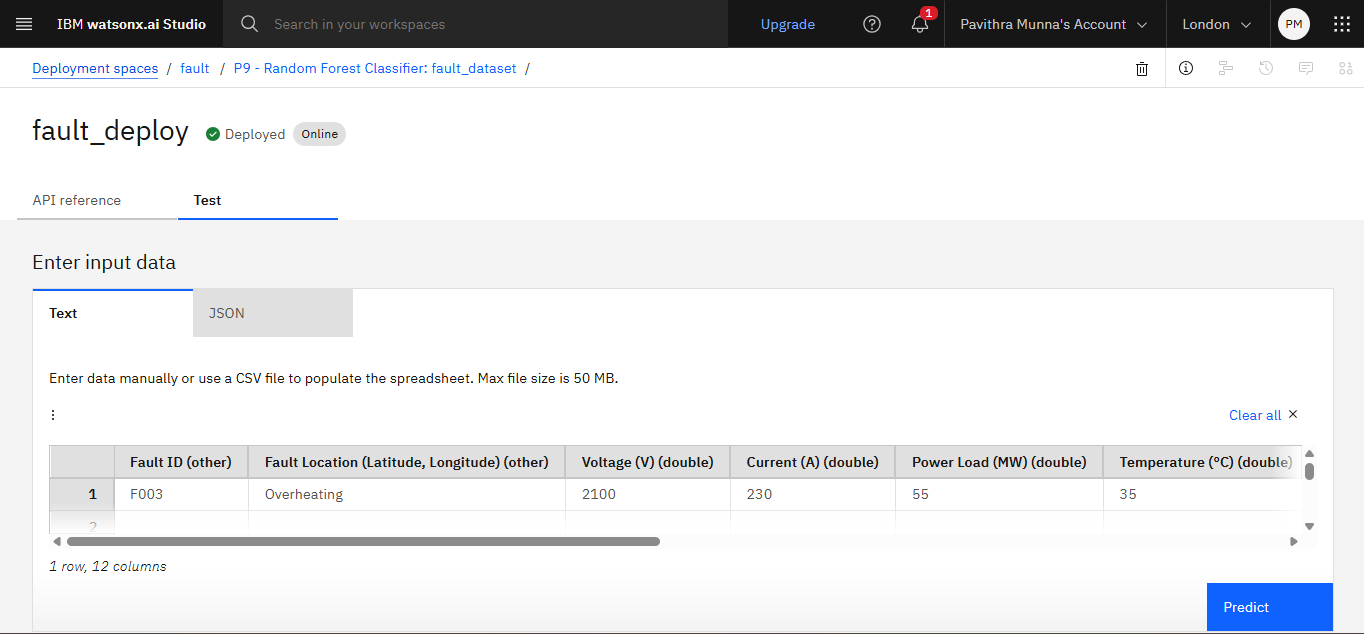 IBM watsonx.ai Studio
Search in your workspaces
Upgrade
1
Pavithra Munna's Account
London
PM
Deployment spaces / fault / P9 - Random Forest Classifier: fault_dataset /
fault_deploy
Deployed
Online
API reference
Test
Enter input data
Text
JSON
Enter data manually or use a CSV file to populate the spreadsheet. Max file size is 50 MB.
Clear all
Fault ID (other) Fault Location (Latitude, Longitude) (other) Voltage (V) (double) Current (A) (double) Power Load (MW) (double) Temperature (°C) (double)
1 F003 Overheating 2100 230 55 35
2
1 row, 12 columns
Predict